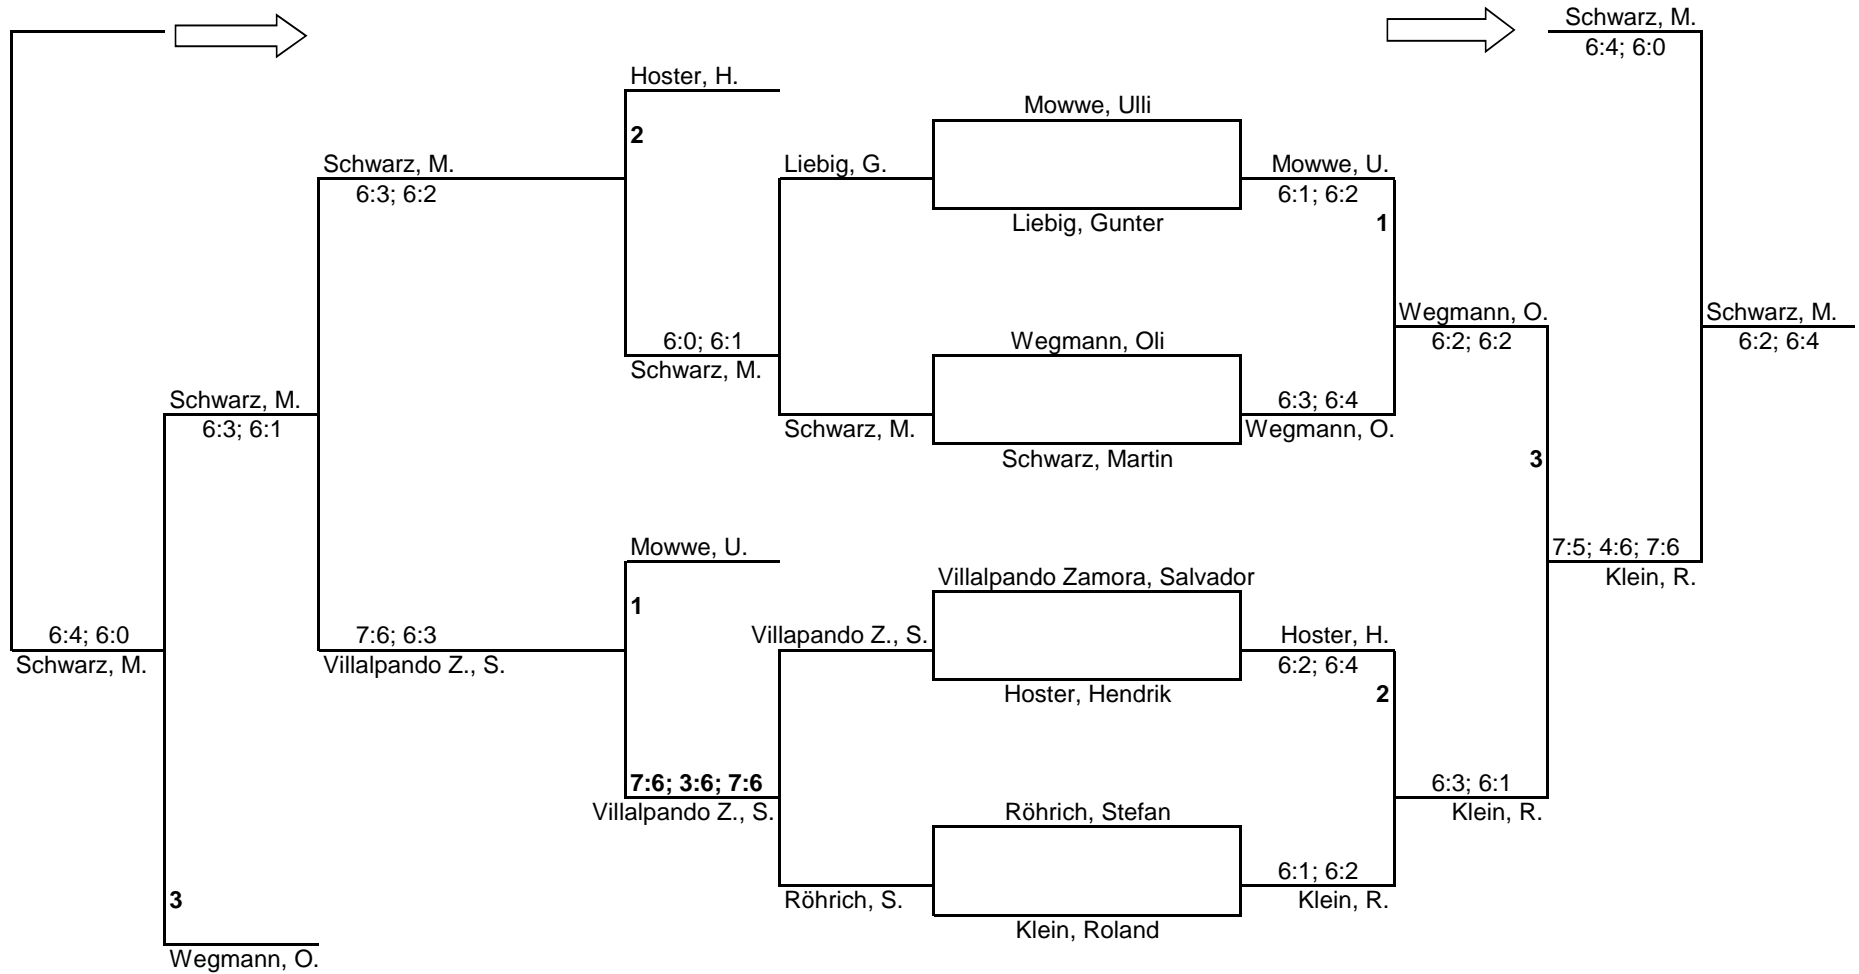 Schwarz, M.
6:4; 6:0
Hoster, H.
Mowwe, Ulli
2
Schwarz, M.
Liebig, G.
Mowwe, U.
6:3; 6:2
6:1; 6:2
Liebig, Gunter
1
Wegmann, O.
Schwarz, M.
6:0; 6:1
Wegmann, Oli
6:2; 6:2
6:2; 6:4
Schwarz, M.
Schwarz, M.
6:3; 6:4
6:3; 6:1
Schwarz, M.
Wegmann, O.
Schwarz, Martin
3
Mowwe, U.
7:5; 4:6; 7:6
Villalpando Zamora, Salvador
Klein, R.
1
6:4; 6:0
7:6; 6:3
Villapando Z., S.
Hoster, H.
Schwarz, M.
Villalpando Z., S.
6:2; 6:4
Hoster, Hendrik
2
7:6; 3:6; 7:6
6:3; 6:1
Villalpando Z., S.
Röhrich, Stefan
Klein, R.
6:1; 6:2
3
Röhrich, S.
Klein, R.
Klein, Roland
Wegmann, O.